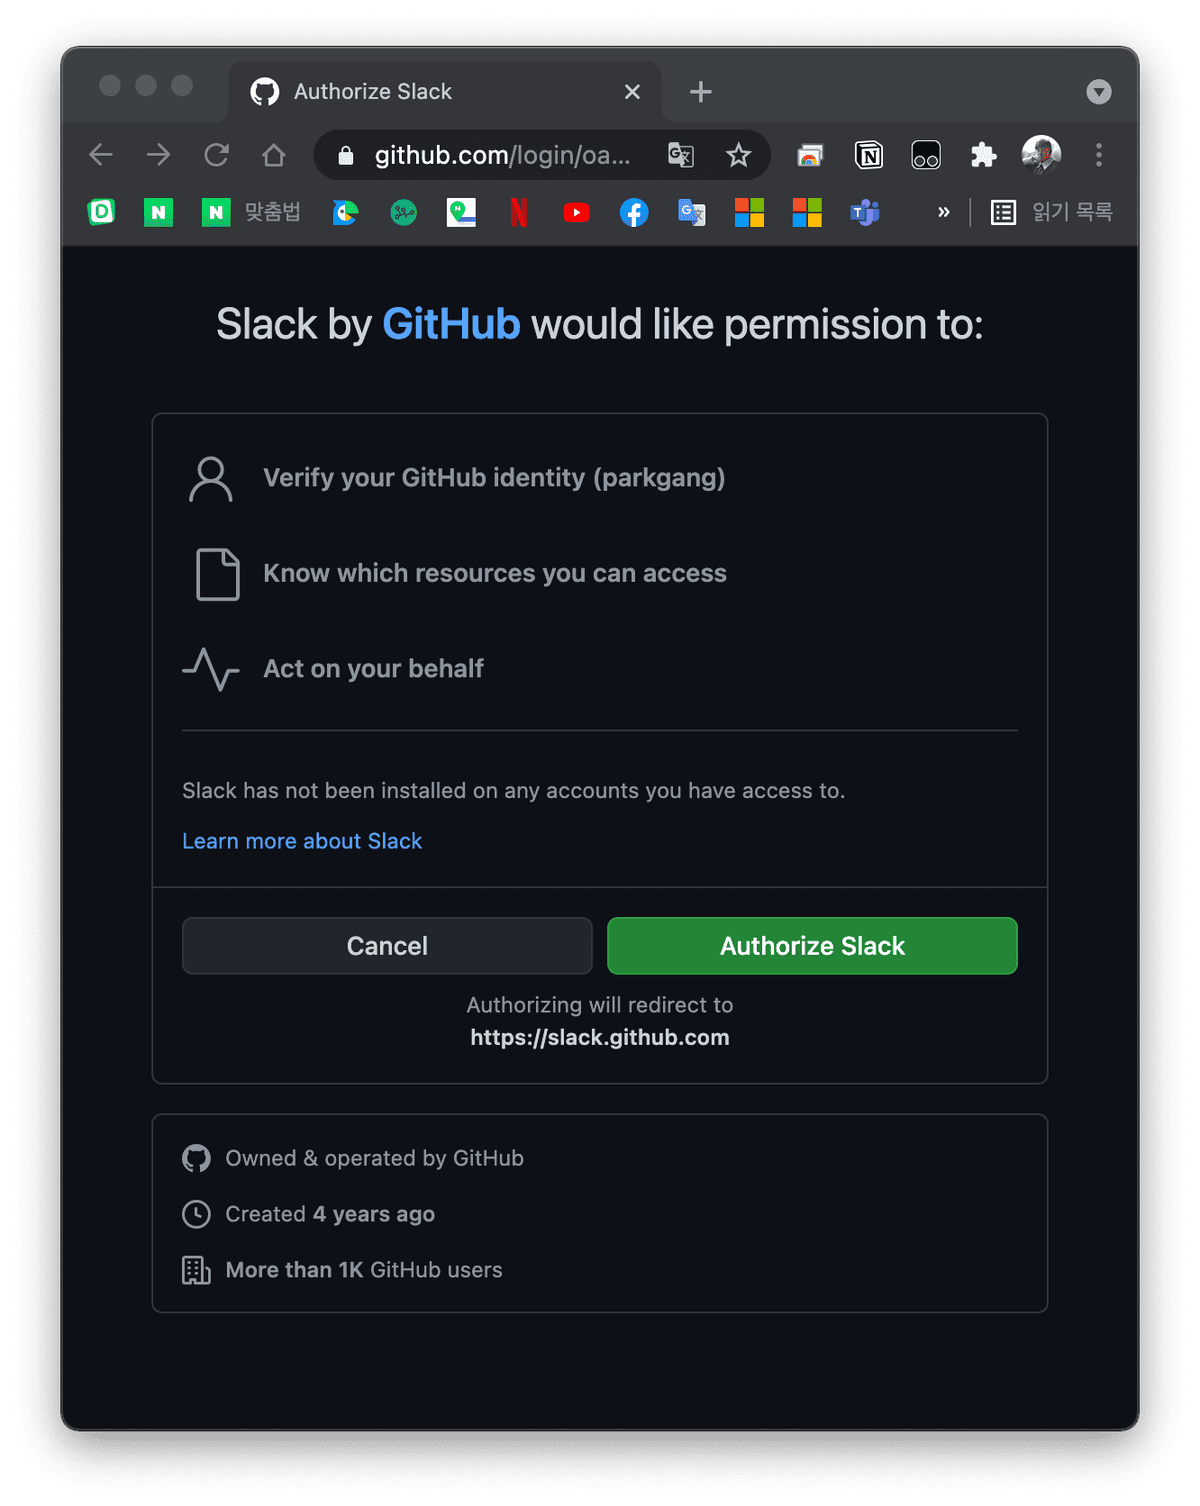 Authorize Slack
github.com/login/oa...
맞춤법
» 읽기 목록
Slack by GitHub would like permission to:
Verify your GitHub identity (parkgang)
Know which resources you can access
Act on your behalf
Slack has not been installed on any accounts you have access to.
Learn more about Slack
Cancel
Authorize Slack
Authorizing will redirect to
https://slack.github.com
Owned & operated by GitHub
Created 4 years ago
More than 1K GitHub users